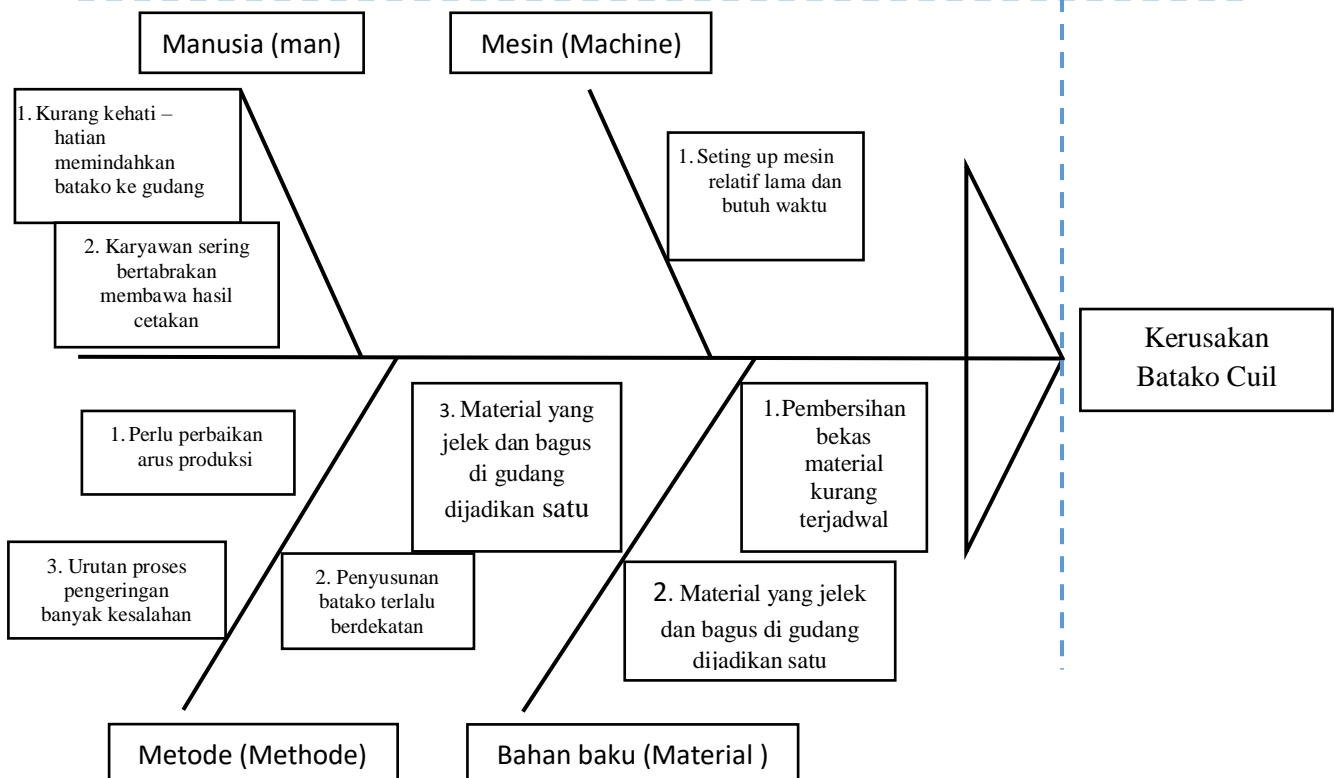 Manusia (man)
Mesin (Machine)
1. Kurang kehati –
hatian
memindahkan
batako ke gudang
2. Karyawan sering
bertabrakan
membawa hasil
cetakan
1. Seting up mesin
relatif lama dan
butuh waktu
Kerusakan
Batako Cuil
1. Perlu perbaikan
arus produksi
3. Urutan proses
pengeringan
banyak kesalahan
2. Penyusunan
batako terlalu
berdekatan
3. Material yang
jelek dan bagus
di gudang
dijadikan satu
1.Pembersihan
bekas
material
kurang
terjadwal
2. Material yang jelek
dan bagus di gudang
dijadikan satu
Metode (Methode)
Bahan baku (Material )